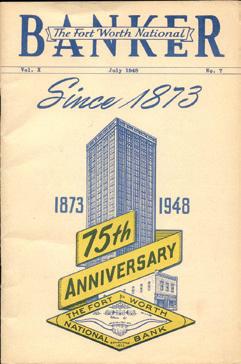 BANKER
The Fort Worth National
Vol. X July 1948 No. 7
Since 1873
1873 1948
75th
ANNIVERSARY
THE FORT WORTH
NATIONAL BANK